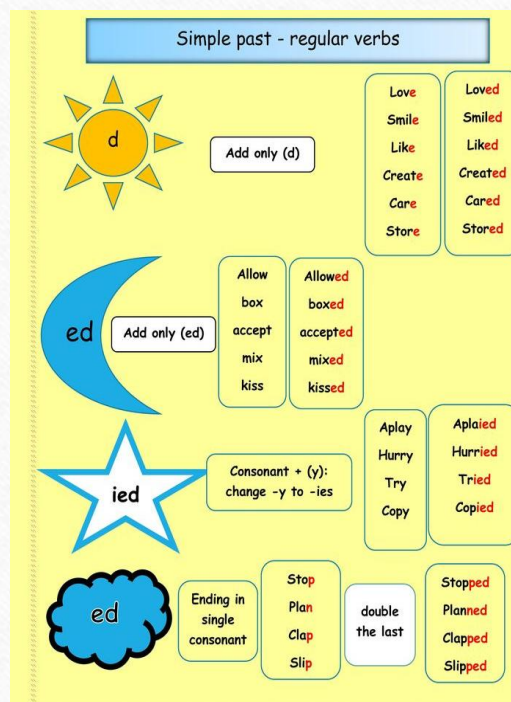 Simple past - regular verbs
d
Add only (d)
Love
Smile
Like
Create
Care
Store
Loved
Smiled
Liked
Created
Cared
Stored
ed
Add only (ed)
Allow
box
accept
mix
kiss
Allowed
boxed
accepted
mixed
kissed
ied
Consonant + (y):
change -y to -ies
Aplay
Hurry
Try
Copy
Aplaied
Hurried
Tried
Copied
ed
Ending in
single
consonant
Stop
Plan
Clap
Slip
double
the last
Stopped
Planned
Clapped
Slipped